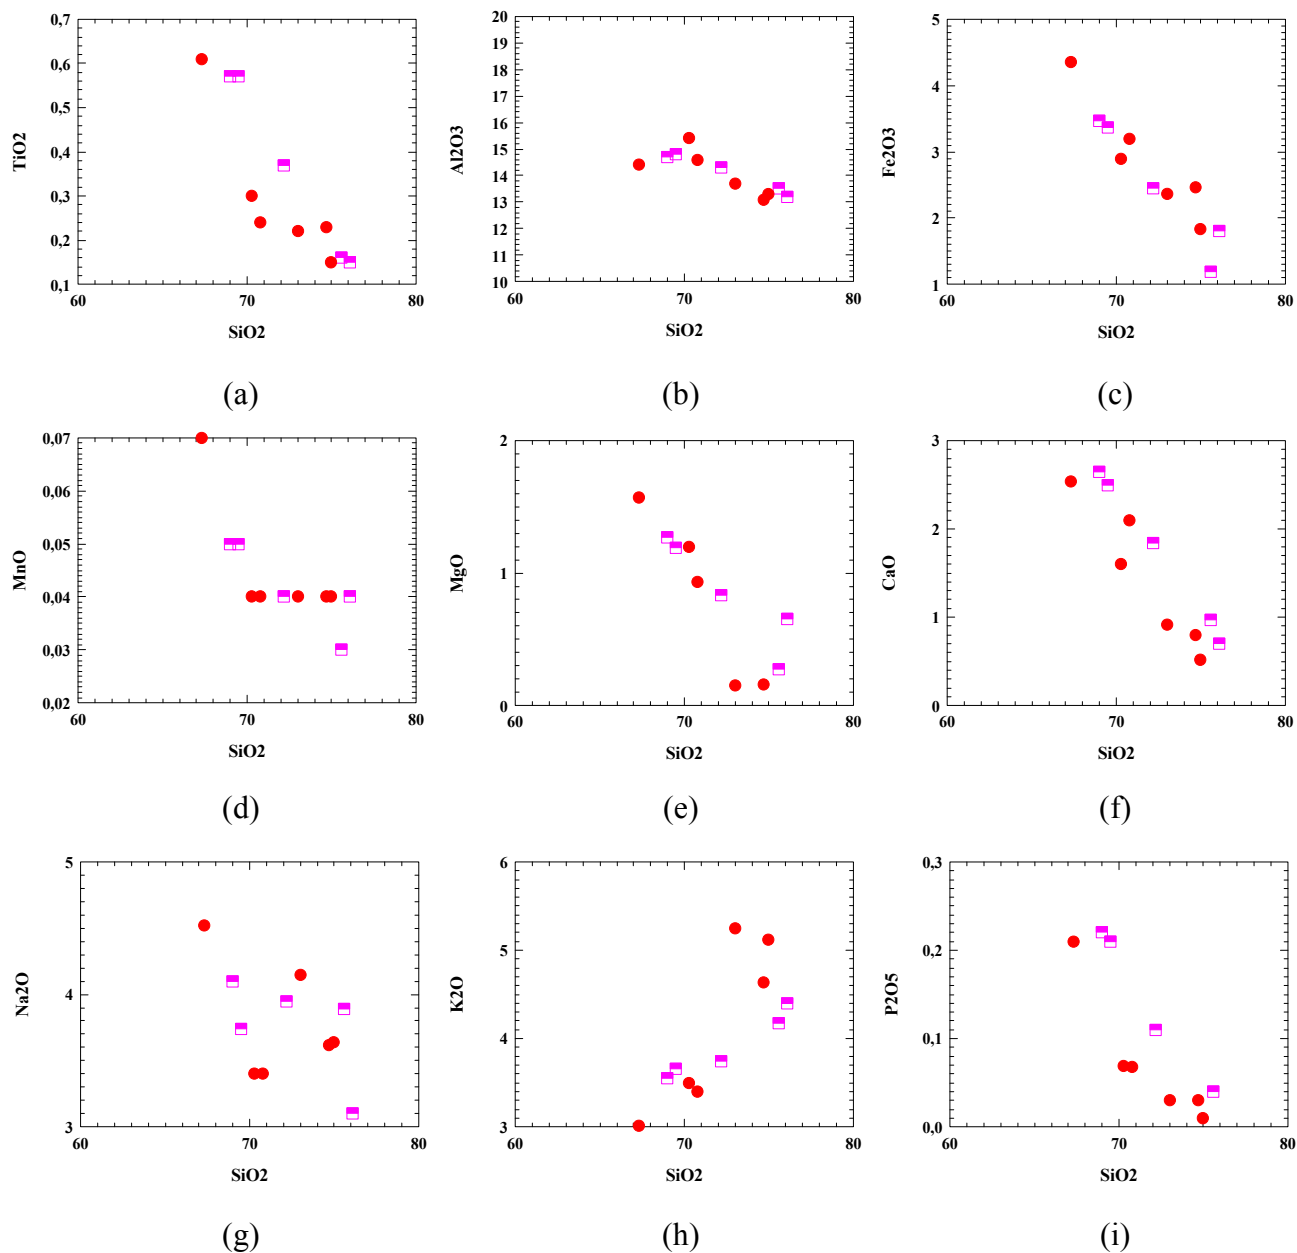 0,7
0,6
0,5
0,4
0,3
0,2
0,1
TiO2
60 70 80
SiO2
(a)
20
19
18
17
16
15
14
13
12
11
10
Al2O3
60 70 80
SiO2
(b)
5
4
3
2
1
Fe2O3
60 70 80
SiO2
(c)
0,07
0,06
0,05
0,04
0,03
0,02
MnO
60 70 80
SiO2
(d)
2
1
0
MgO
60 70 80
SiO2
(e)
3
2
1
0
CaO
60 70 80
SiO2
(f)
5
4
3
Na2O
60 70 80
SiO2
(g)
6
5
4
3
K2O
60 70 80
SiO2
(h)
0,3
0,2
0,1
0,0
P2O5
60 70 80
SiO2
(i)